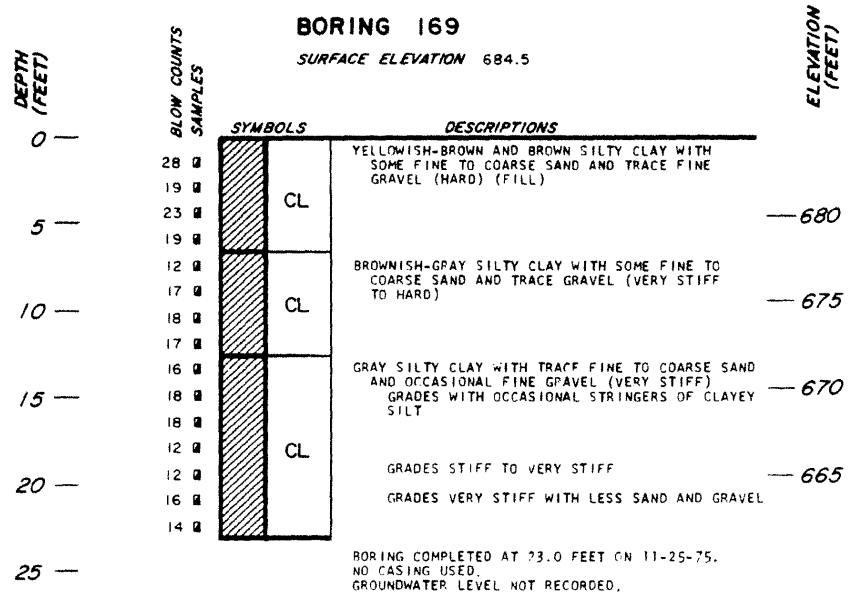 BORING 169
SURFACE ELEVATION 684.5
DEPTH (FEET)
BLOW COUNTS
SAMPLES
ELEVATION (FEET)
SYMBOLS DESCRIPTIONS
0
YELLOWISH-BROWN AND BROWN SILTY CLAY WITH
28 SOME FINE TO COARSE SAND AND TRACE FINE
GRAVEL (HARD) (FILL)
19
CL
23
680
5
19
12 BROWNISH-GRAY SILTY CLAY WITH SOME FINE TO
COARSE SAND AND TRACE GRAVEL (VERY STIFF
17 TO HARD)
675
CL
10
18
17
16 GRAY SILTY CLAY WITH TRACE FINE TO COARSE SAND
AND OCCASIONAL FINE GRAVEL (VERY STIFF)
670
18 GRADES WITH OCCASIONAL STRINGERS OF CLAYEY
15
SILT
18
12
CL
12 GRADES STIFF TO VERY STIFF
665
20
16 GRADES VERY STIFF WITH LESS SAND AND GRAVEL
14
BORING COMPLETED AT 23.0 FEET ON 11-25-75.
25
NO CASING USED.
GROUNDWATER LEVEL NOT RECORDED.